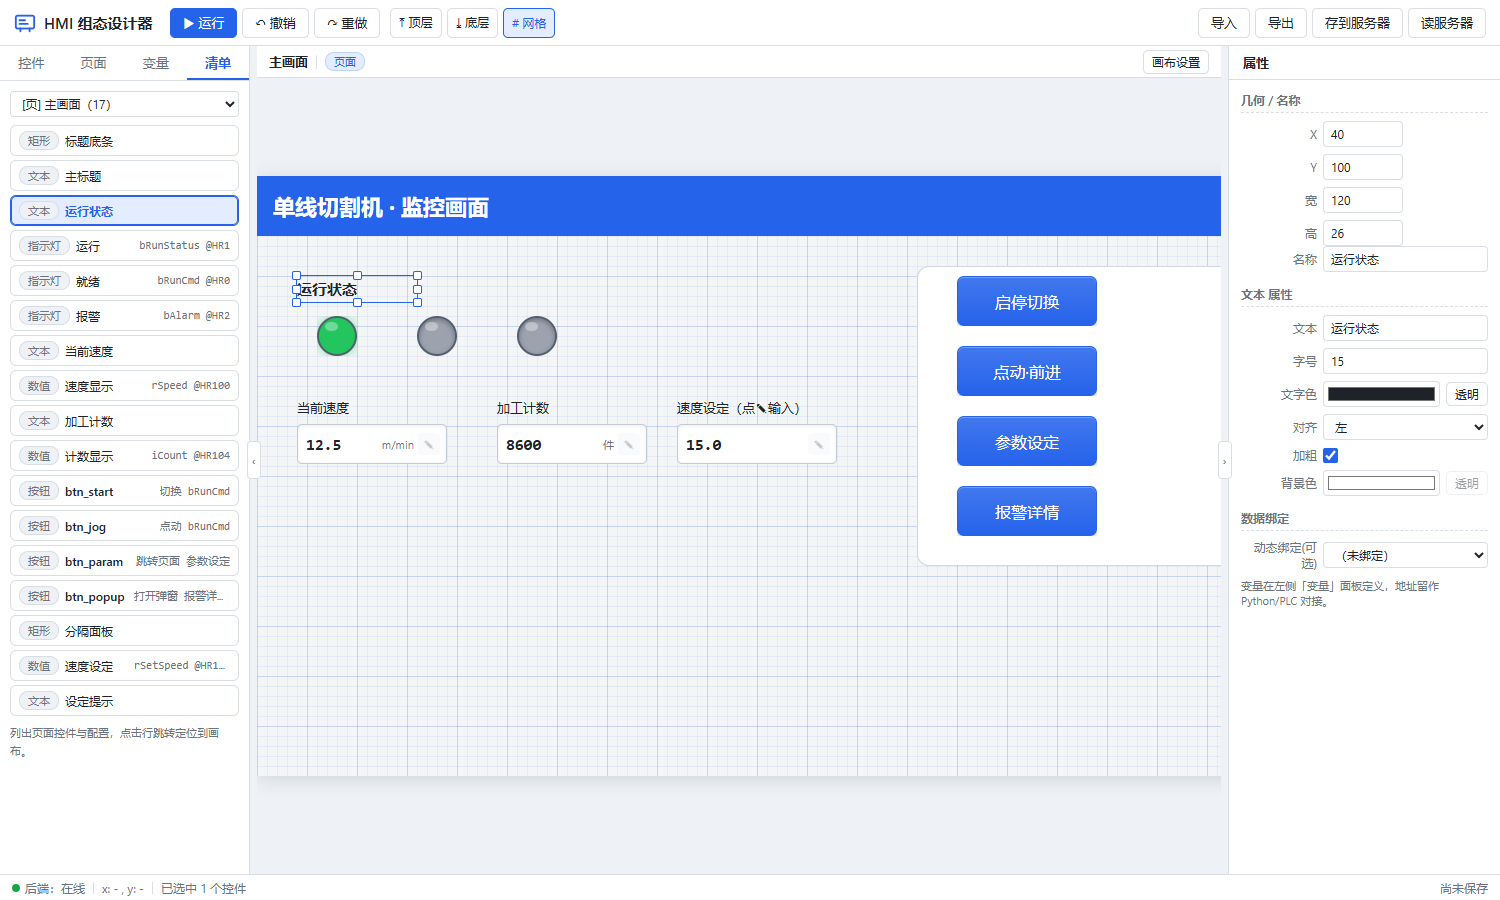 HMI 组态设计器
▶ 运行
↶ 撤销
↷ 重做
⤒ 顶层
⤓ 底层
# 网格
导入
导出
存到服务器
读服务器
控件
页面
变量
清单
[页] 主画面（17）
矩形 标题底条
文本 主标题
文本 运行状态
指示灯 运行 bRunStatus @HR1
指示灯 就绪 bRunCmd @HR0
指示灯 报警 bAlarm @HR2
文本 当前速度
数值 速度显示 rSpeed @HR100
文本 加工计数
数值 计数显示 iCount @HR104
按钮 btn_start 切换 bRunCmd
按钮 btn_jog 点动 bRunCmd
按钮 btn_param 跳转页面 参数设定
按钮 btn_popup 打开弹窗 报警详...
矩形 分隔面板
数值 速度设定 rSetSpeed @HR1...
文本 设定提示
列出页面控件与配置，点击行跳转定位到画
布。
主画面
页面
画布设置
单线切割机 · 监控画面
运行状态
当前速度
加工计数
速度设定（点✎输入）
12.5 m/min ✎
8600 件 ✎
15.0 ✎
启停切换
点动·前进
参数设定
报警详情
‹
›
属性
几何 / 名称
X 40
Y 100
宽 120
高 26
名称 运行状态
文本 属性
文本 运行状态
字号 15
文字色 透明
对齐 左
加粗
背景色 透明
数据绑定
动态绑定(可
选) （未绑定）
变量在左侧「变量」面板定义，地址留作
Python/PLC 对接。
后端：在线
x: - , y: -
已选中 1 个控件
尚未保存